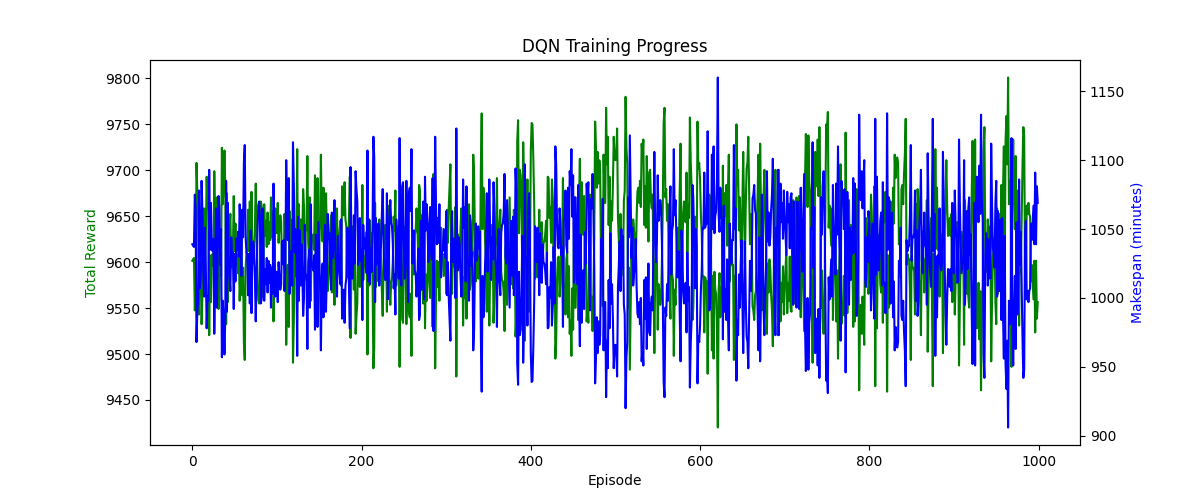 DQN Training Progress
Total Reward
9800
9750
9700
9650
9600
9550
9500
9450
1150
1100
1050
1000
950
900
Makespan (minutes)
0 200 400 600 800 1000
Episode